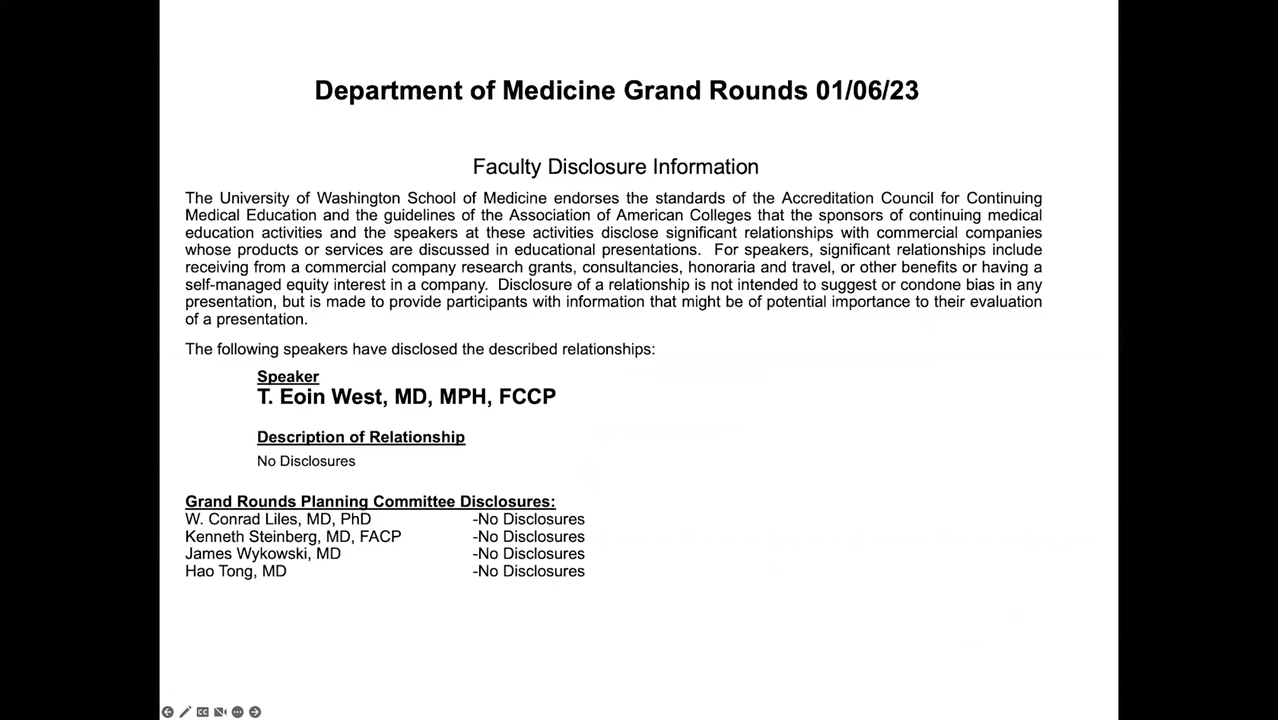 Department of Medicine Grand Rounds 01/06/23
Faculty Disclosure Information
The University of Washington School of Medicine endorses the standards of the Accreditation Council for Continuing
Medical Education and the guidelines of the Association of American Colleges that the sponsors of continuing medical
education activities and the speakers at these activities disclose significant relationships with commercial companies
whose products or services are discussed in educational presentations. For speakers, significant relationships include
receiving from a commercial company research grants, consultancies, honoraria and travel, or other benefits or having a
self-managed equity interest in a company. Disclosure of a relationship is not intended to suggest or condone bias in any
presentation, but is made to provide participants with information that might be of potential importance to their evaluation
of a presentation.
The following speakers have disclosed the described relationships:
Speaker
T. Eoin West, MD, MPH, FCCP
Description of Relationship
No Disclosures
Grand Rounds Planning Committee Disclosures:
W. Conrad Liles, MD, PhD -No Disclosures
Kenneth Steinberg, MD, FACP -No Disclosures
James Wykowski, MD -No Disclosures
Hao Tong, MD -No Disclosures